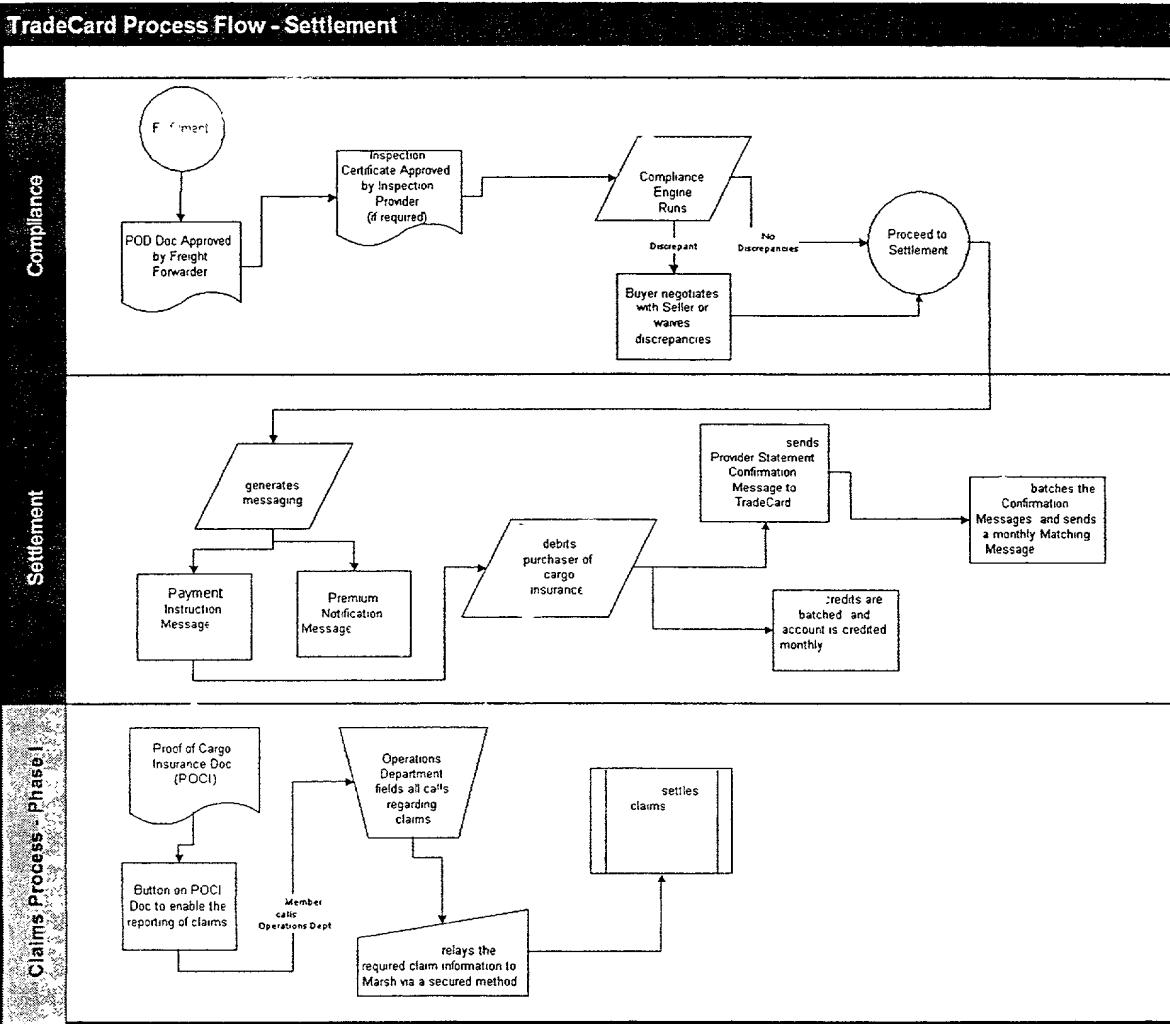 TradeCard Process Flow - Settlement
Compliance
POD Doc Approved
by Freight
Forwarder
Inspection
Certificate Approved
by Inspection
Provider
(if required)
Compliance
Engine
Runs
Discrepant
No
Discrepancies
Buyer negotiates
with Seller or
waives
discrepancies
Proceed to
Settlement
Settlement
generates
messaging
Payment
Instruction
Message
Premium
Notification
Message
debits
purchaser of
cargo
insurance
sends
Provider Statement
Confirmation
Message to
TradeCard
batches the
Confirmation
Messages and sends
a monthly Matching
Message
credits are
batched and
account is credited
monthly
Claims Process - Phase I
Proof of Cargo
Insurance Doc
(POCI)
Button on POCI
Doc to enable the
reporting of claims
Member
calls
Operations Dept
Operations
Department
fields all calls
regarding
claims
relays the
required claim information to
Marsh via a secured method
settles
claims